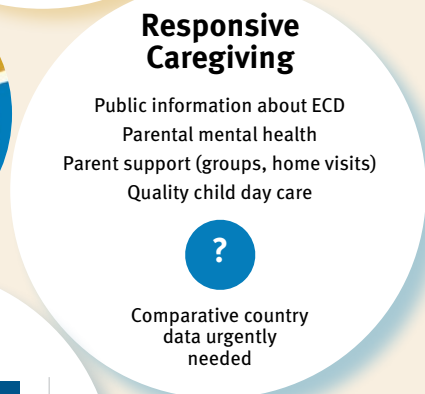 Responsive
Caregiving
Public information about ECD
Parental mental health
Parent support (groups, home visits)
Quality child day care
?
Comparative country
data urgently
needed